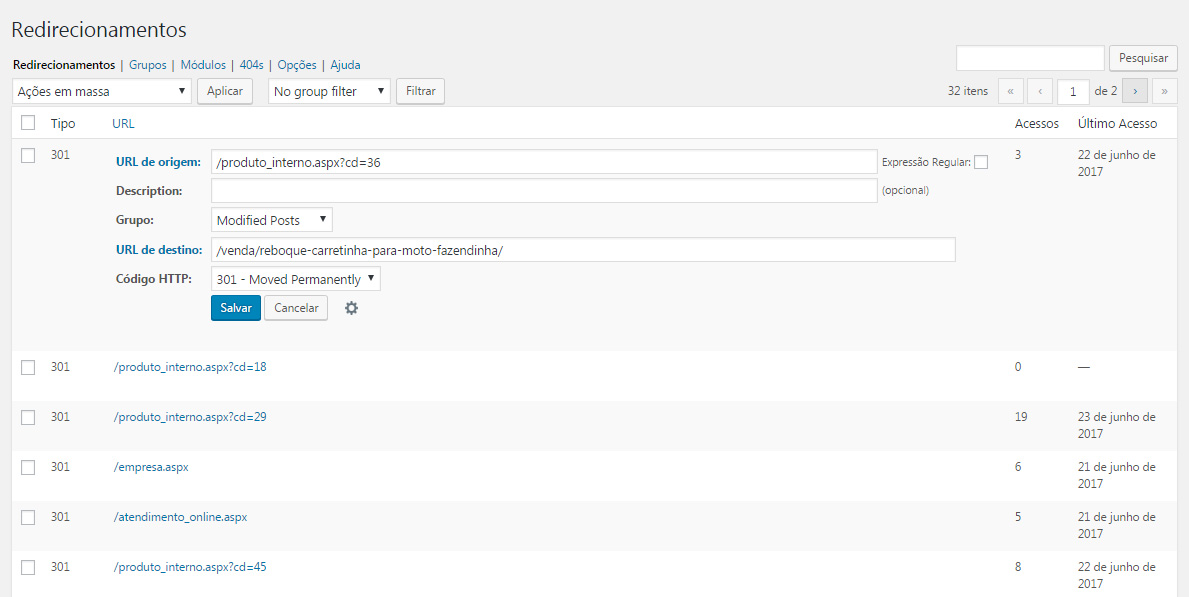 Redirecionamentos
Redirecionamentos | Grupos | Módulos | 404s | Opções | Ajuda
Pesquisar
Ações em massa Aplicar No group filter Filtrar 32 itens « ‹ 1 de 2 › »
Tipo URL Acessos Último Acesso
301 URL de origem: /produto_interno.aspx?cd=36 Expressão Regular: 3 22 de junho de
2017
Description: (opcional)
Grupo: Modified Posts
URL de destino: /venda/reboque-carretinha-para-moto-fazendinha/
Código HTTP: 301 - Moved Permanently
Salvar Cancelar
301 /produto_interno.aspx?cd=18 0 —
301 /produto_interno.aspx?cd=29 19 23 de junho de
2017
301 /empresa.aspx 6 21 de junho de
2017
301 /atendimento_online.aspx 5 21 de junho de
2017
301 /produto_interno.aspx?cd=45 8 22 de junho de
2017